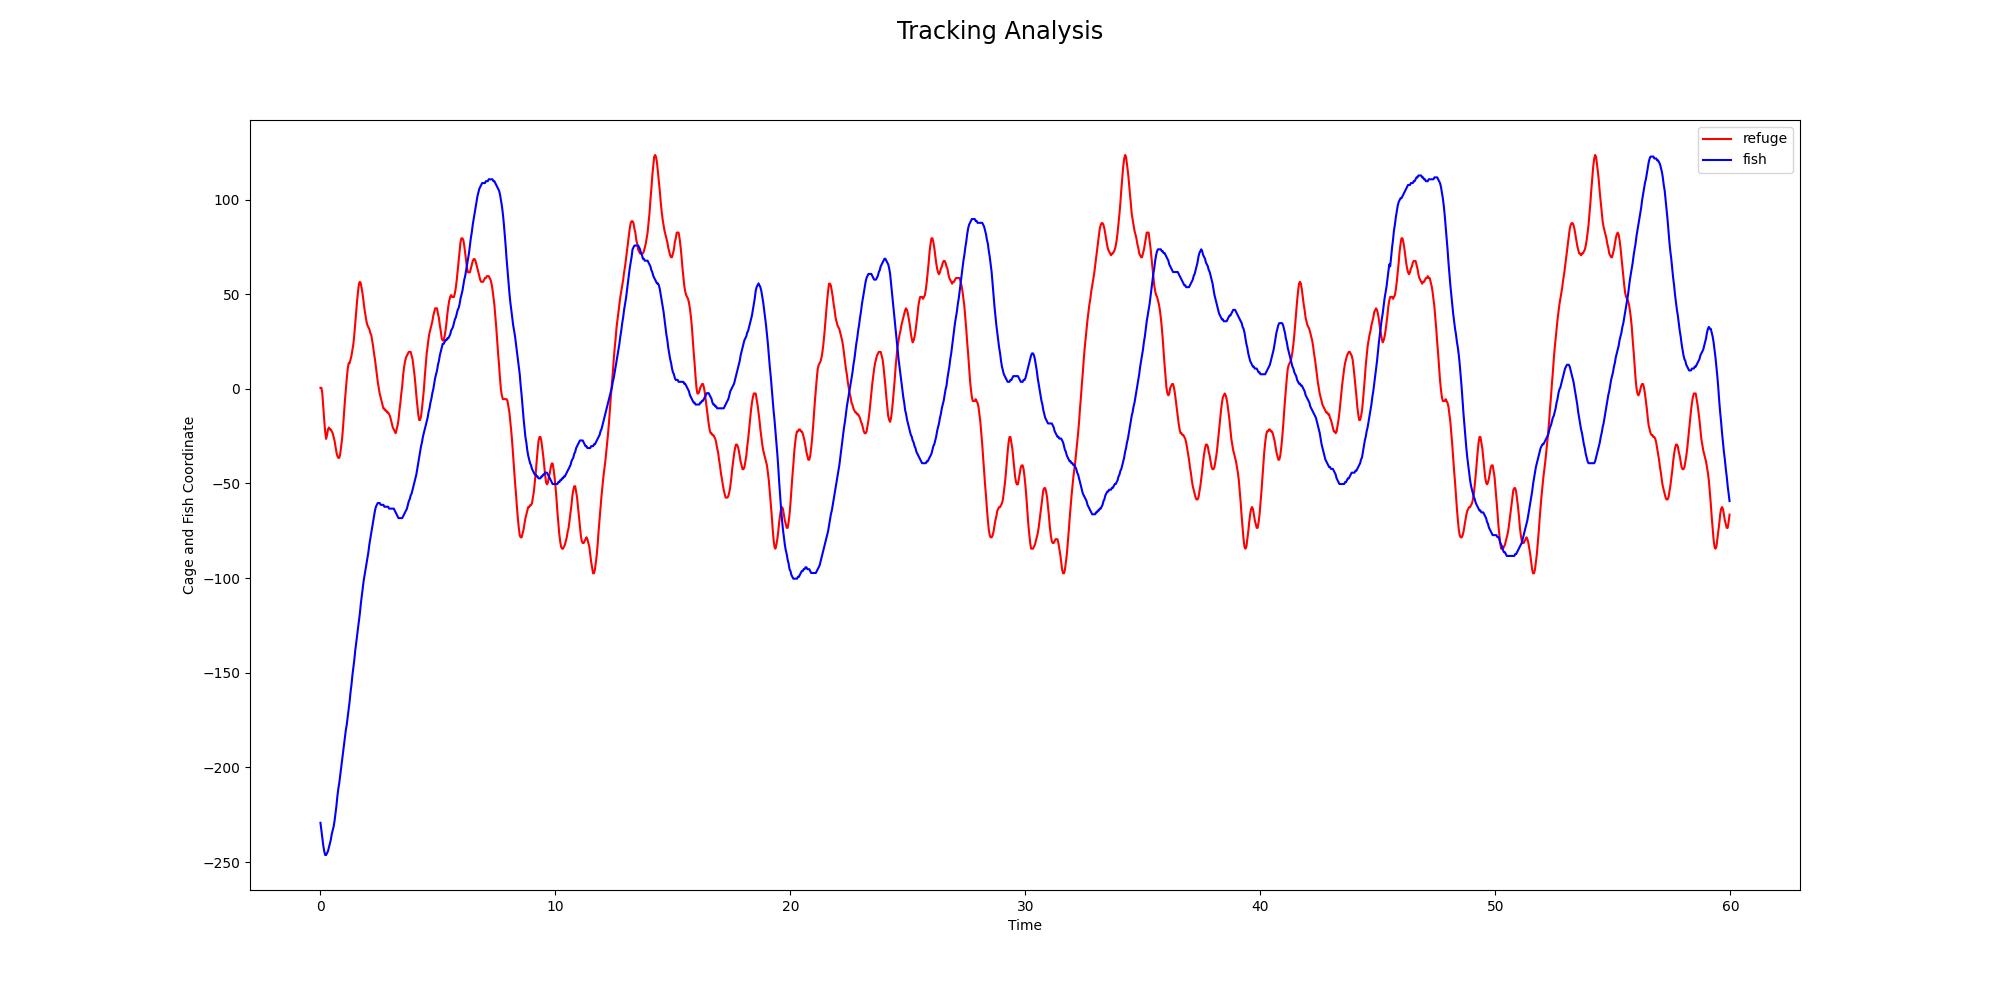 Tracking Analysis
refuge
fish
Cage and Fish Coordinate
100
50
0
−50
−100
−150
−200
−250
0 10 20 30 40 50 60
Time